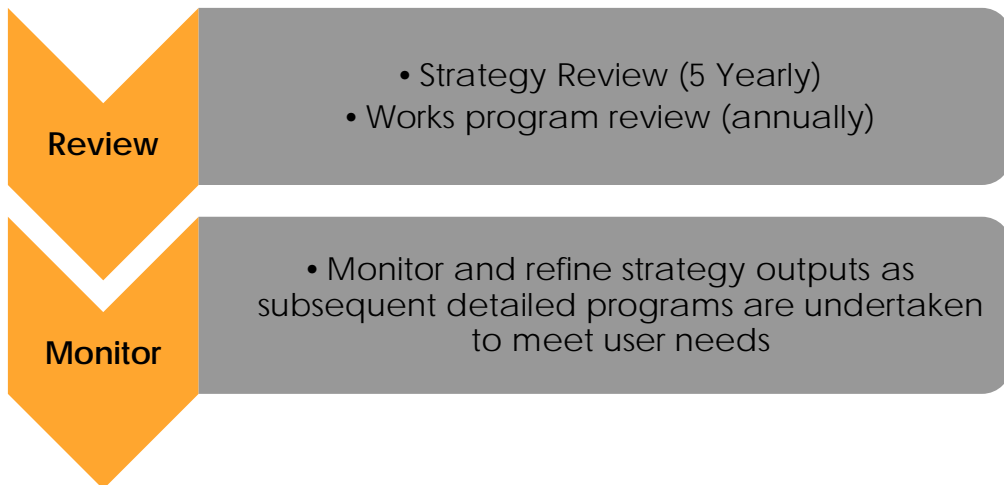 Review
• Strategy Review (5 Yearly)
• Works program review (annually)
Monitor
• Monitor and refine strategy outputs as
subsequent detailed programs are undertaken
to meet user needs